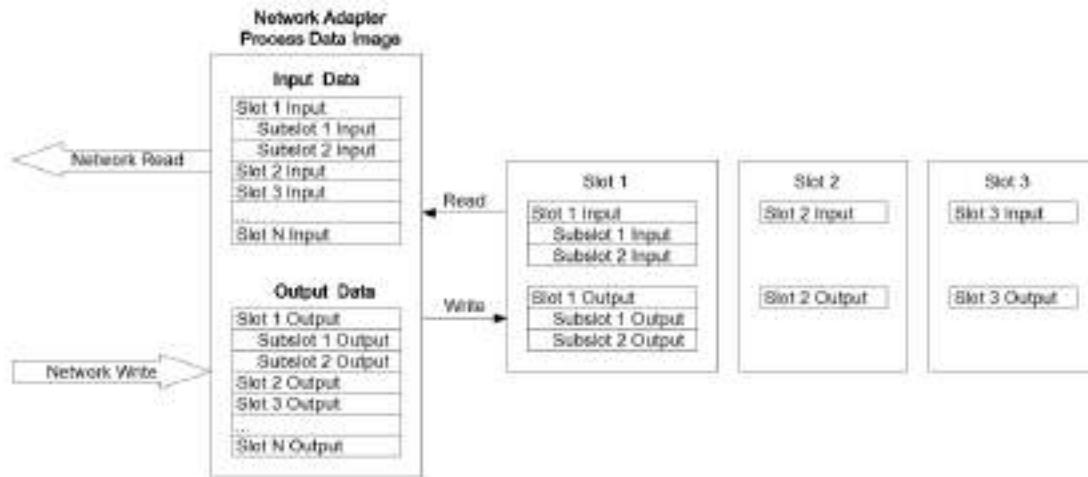 Network Adapter
Process Data Image
Input Data
Slot 1 Input
Subslot 1 Input
Subslot 2 Input
Slot 2 Input
Slot 3 Input
...
Slot N Input
Output Data
Slot 1 Output
Subslot 1 Output
Subslot 2 Output
Slot 2 Output
Slot 3 Output
...
Slot N Output
Network Read
Network Write
Read
Write
Slot 1
Slot 1 Input
Subslot 1 Input
Subslot 2 Input
Slot 1 Output
Subslot 1 Output
Subslot 2 Output
Slot 2
Slot 2 Input
Slot 2 Output
Slot 3
Slot 3 Input
Slot 3 Output